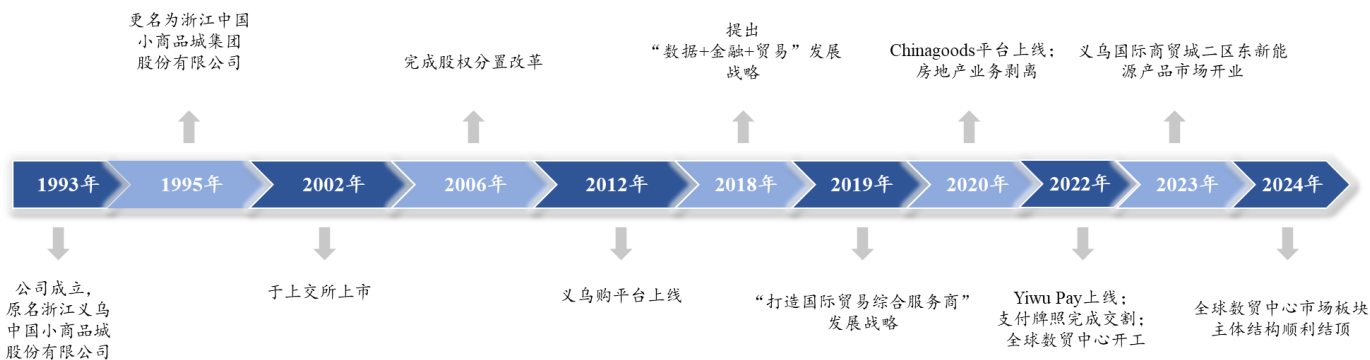 更名为浙江中国
小商品城集团
股份有限公司
完成股权分置改革
提出
“数据+金融+贸易”发展
战略
Chinagoods平台上线；
房地产业务剥离
义乌国际商贸城二区东新能
源产品市场开业
1993年
1995年
2002年
2006年
2012年
2018年
2019年
2020年
2022年
2023年
2024年
公司成立，
原名浙江义乌
中国小商品城
股份有限公司
于上交所上市
义乌购平台上线
“打造国际贸易综合服务商”
发展战略
Yiwu Pay上线；
支付牌照完成交割；
全球数贸中心开工
全球数贸中心市场板块
主体结构顺利结顶